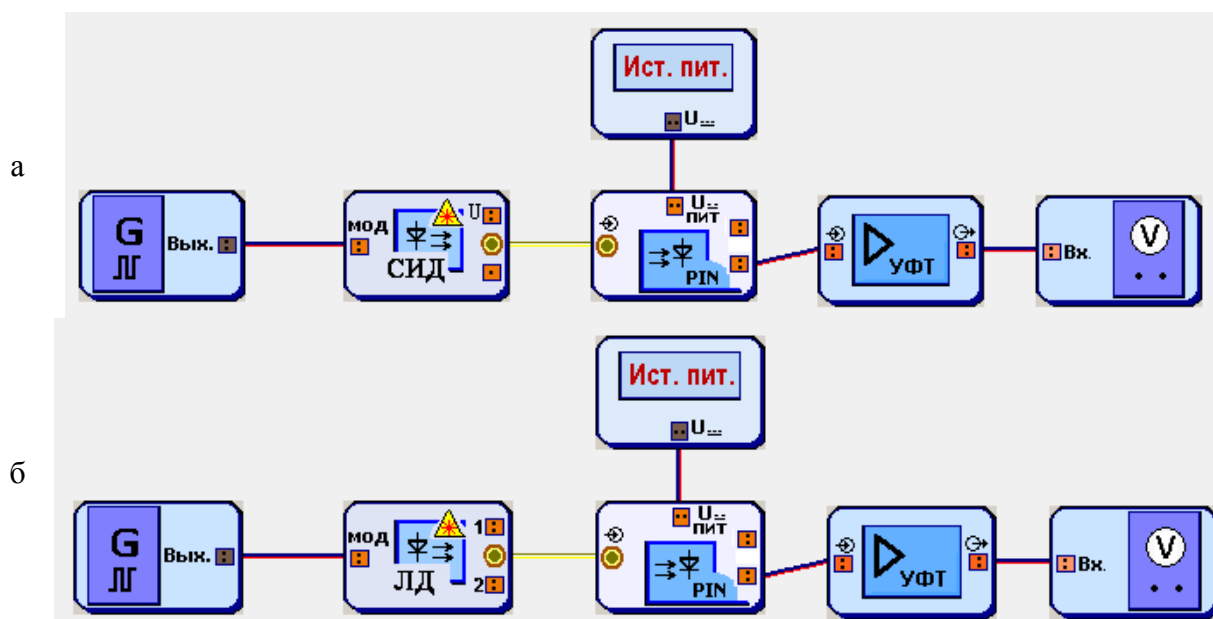 Ист. пит.
U
а
G
Вых.
мод
U
СИД
U
пит
PIN
УФТ
Вх.
V
Ист. пит.
U
б
G
Вых.
мод
1
2
ЛД
U
пит
PIN
УФТ
Вх.
V